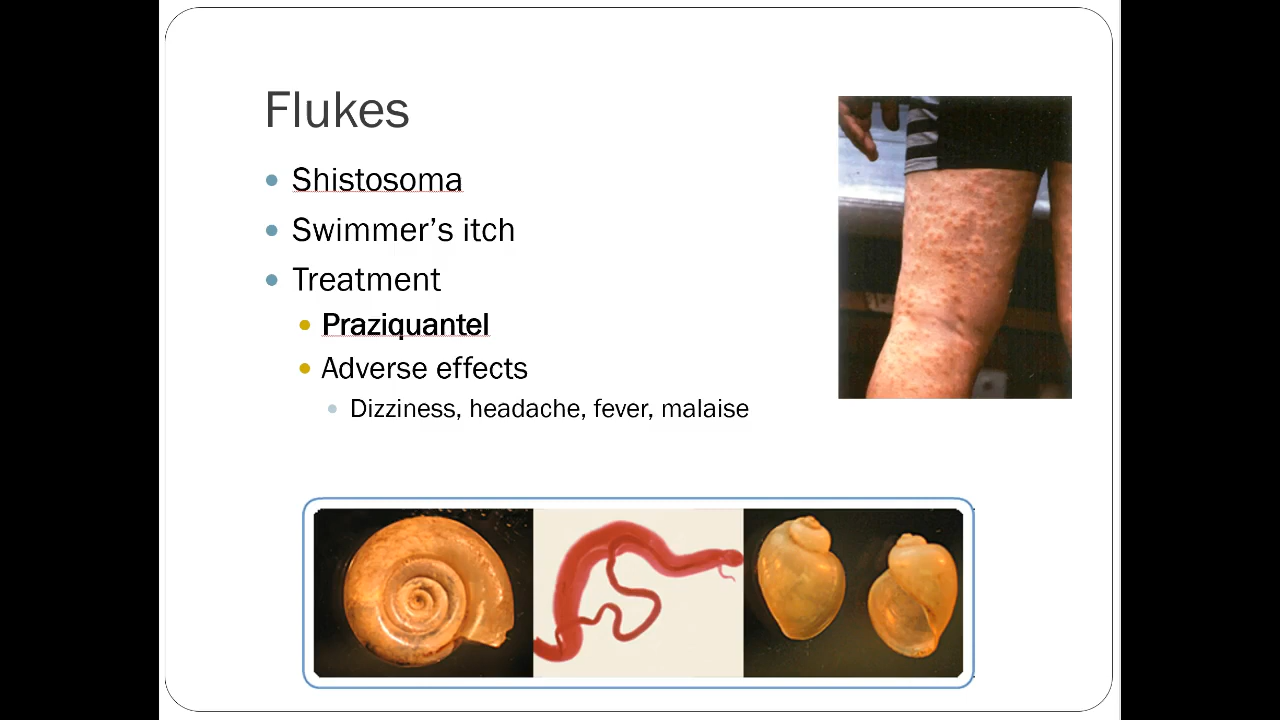 Flukes
Shistosoma
Swimmer's itch
Treatment
Praziquantel
Adverse effects
Dizziness, headache, fever, malaise